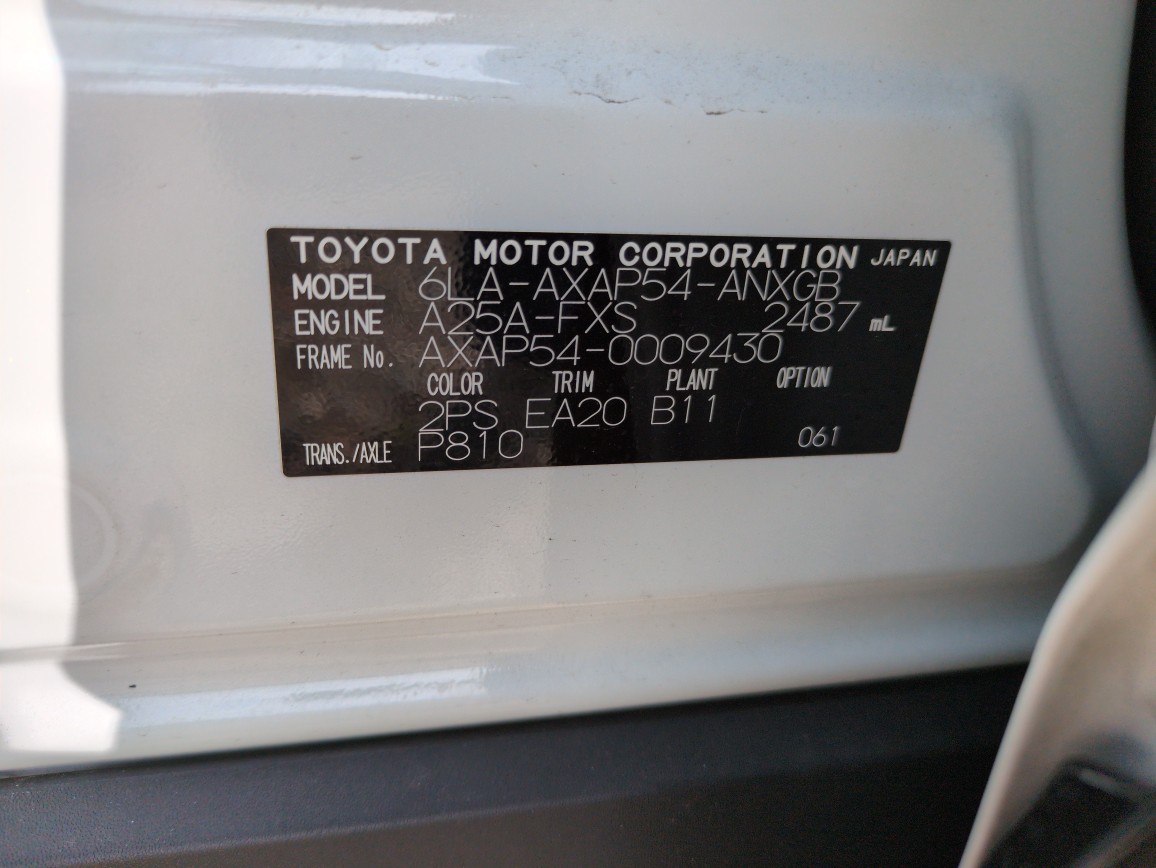 TOYOTA MOTOR CORPORATION JAPAN
MODEL 6LA-AXAP54-ANXGB
ENGINE A25A-FXS 2487 mL
FRAME No. AXAP54-0009430
COLOR TRIM PLANT OPTION
2PS EA20 B11
TRANS./AXLE P810 061